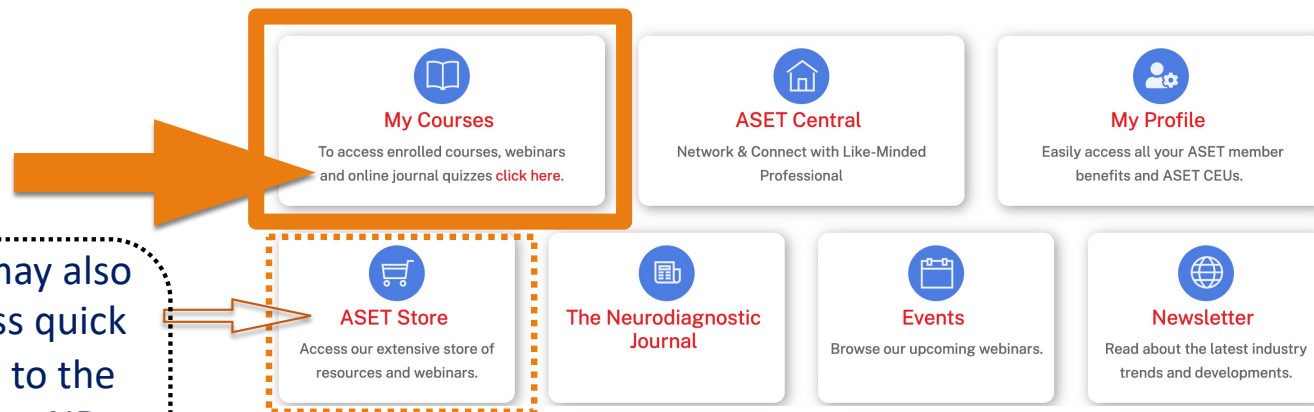 My Courses
To access enrolled courses, webinars
and online journal quizzes click here.
ASET Central
Network & Connect with Like-Minded
Professional
My Profile
Easily access all your ASET member
benefits and ASET CEUs.
may also
ss quick
to the
ASET Store
Access our extensive store of
resources and webinars.
The Neurodiagnostic
Journal
Events
Browse our upcoming webinars.
Newsletter
Read about the latest industry
trends and developments.